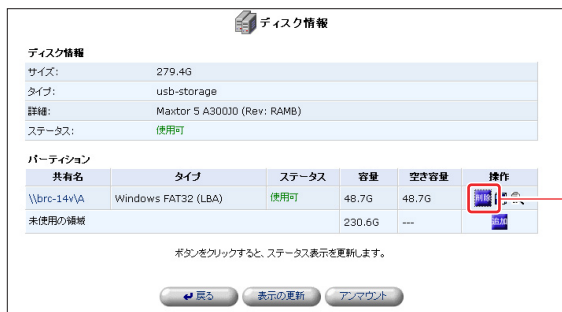 ディスク情報
ディスク情報
サイズ: 279.4G
タイプ: usb-storage
詳細: Maxtor 5 A300J0 (Rev: RAMB)
ステータス: 使用可
パーティション
共有名 タイプ ステータス 容量 空き容量 操作
\\brc-14v\A Windows FAT32 (LBA) 使用可 48.7G 48.7G 削除
未使用の領域 230.6G --- 追加
ボタンをクリックすると、ステータス表示を更新します。
戻る 表示の更新 アンマウント